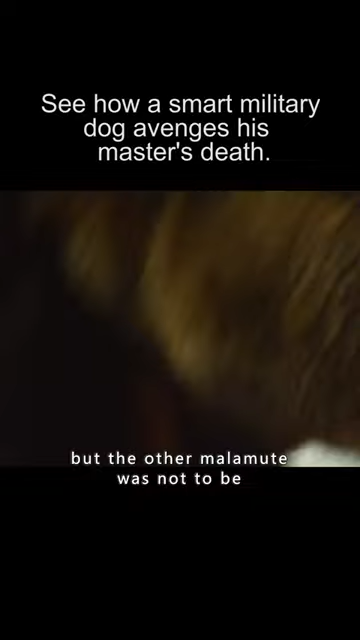 See how a smart military
dog avenges his
master's death.
but the other malamute
was not to be